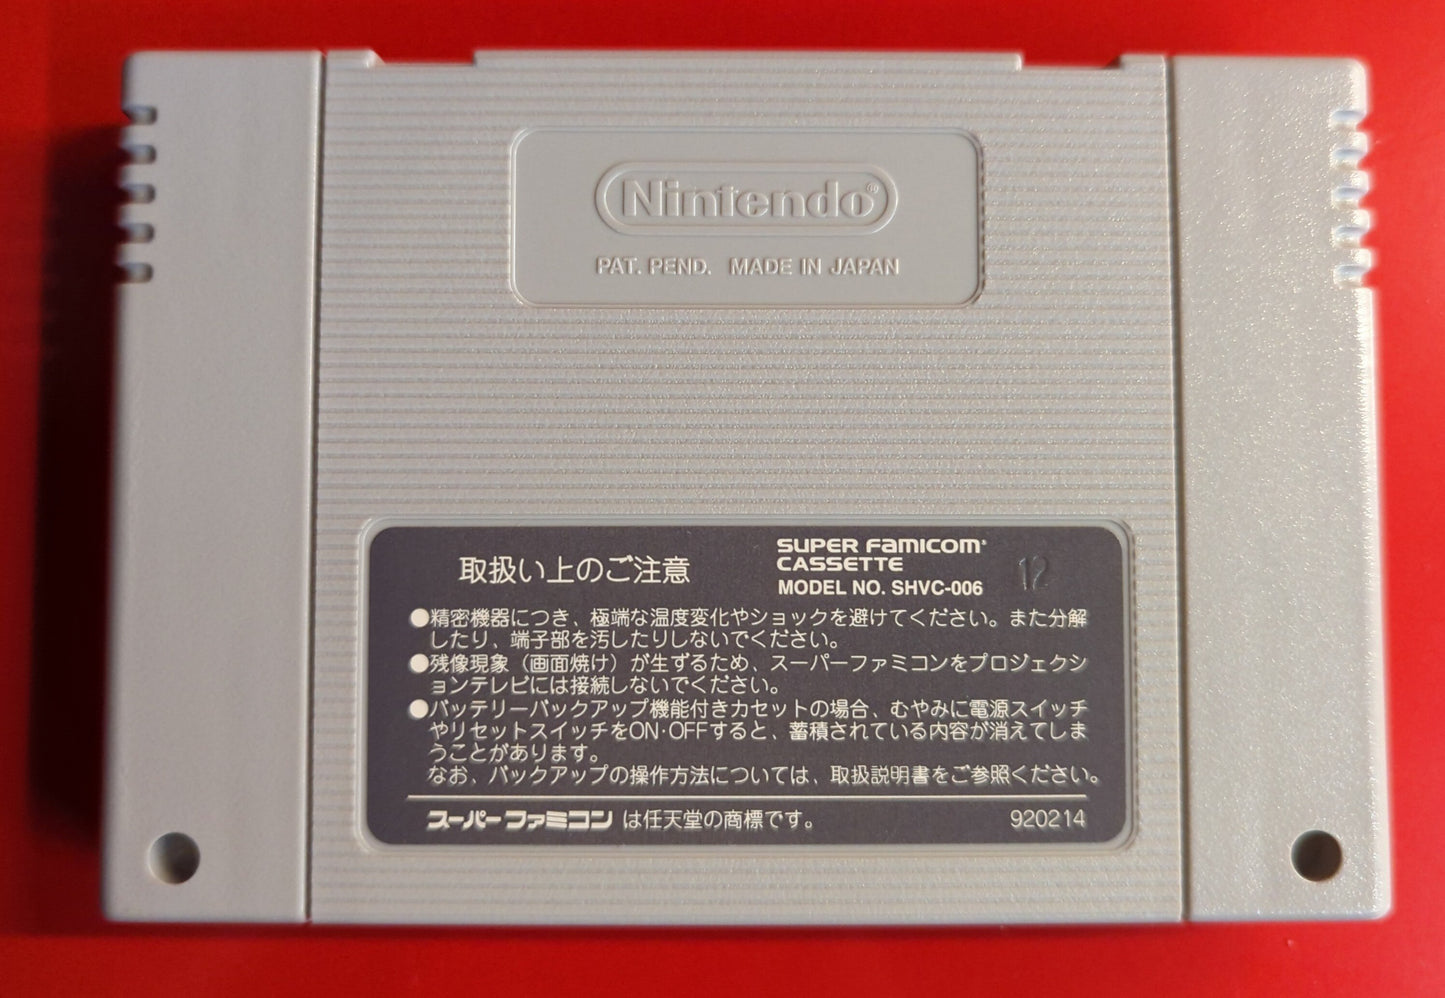 Nintendo®
PAT. PEND. MADE IN JAPAN
取扱い上のご注意
SUPER FAMICOM®
CASSETTE
MODEL NO. SHVC-006
12
●精密機器につき、極端な温度変化やショックを避けてください。また分解
したり、端子部を汚したりしないでください。
●残像現象（画面焼け）が生ずるため、スーパーファミコンをプロジェクシ
ョンテレビには接続しないでください。
●バッテリーバックアップ機能付きカセットの場合、むやみに電源スイッチ
やリセットスイッチをON·OFFすると、蓄積されている内容が消えてしま
うことがあります。
なお、バックアップの操作方法については、取扱説明書をご参照ください。
スーパーファミコン は任天堂の商標です。
920214